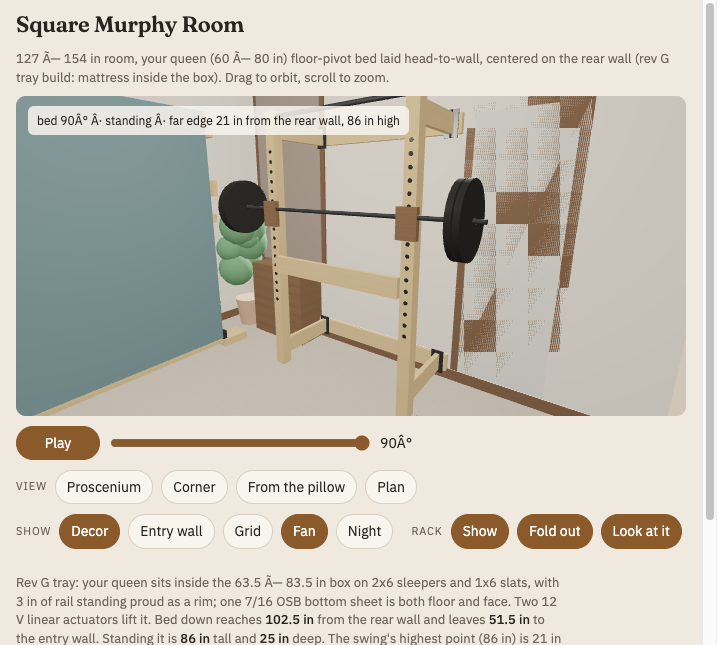 Square Murphy Room
127 Ã— 154 in room, your queen (60 Ã— 80 in) floor-pivot bed laid head-to-wall, centered on the rear wall (rev G
tray build: mattress inside the box). Drag to orbit, scroll to zoom.
bed 90Â° Â· standing Â· far edge 21 in from the rear wall, 86 in high
Play 90Â°
VIEW Proscenium Corner From the pillow Plan
SHOW Decor Entry wall Grid Fan Night RACK Show Fold out Look at it
Rev G tray: your queen sits inside the 63.5 Ã— 83.5 in box on 2x6 sleepers and 1x6 slats, with
3 in of rail standing proud as a rim; one 7/16 OSB bottom sheet is both floor and face. Two 12
V linear actuators lift it. Bed down reaches 102.5 in from the rear wall and leaves 51.5 in to
the entry wall. Standing it is 86 in tall and 25 in deep. The swing's highest point (86 in) is 21 in